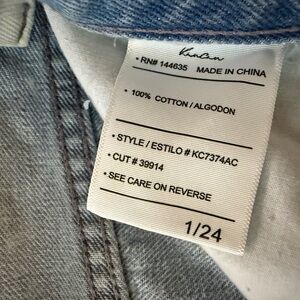 KanCan
• RN# 144635 MADE IN CHINA
• 100% COTTON / ALGODON
• STYLE / ESTILO # KC7374AC
• CUT # 39914
• SEE CARE ON REVERSE
1/24